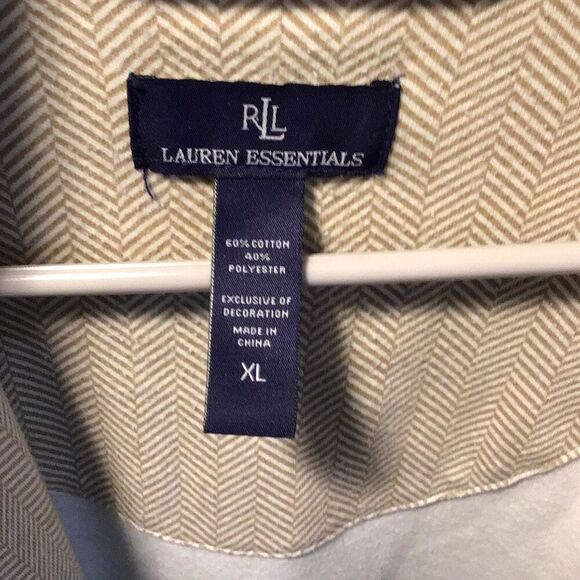 RLL
LAUREN ESSENTIALS
60% COTTON
40%
POLYESTER
EXCLUSIVE OF
DECORATION
MADE IN
CHINA
XL